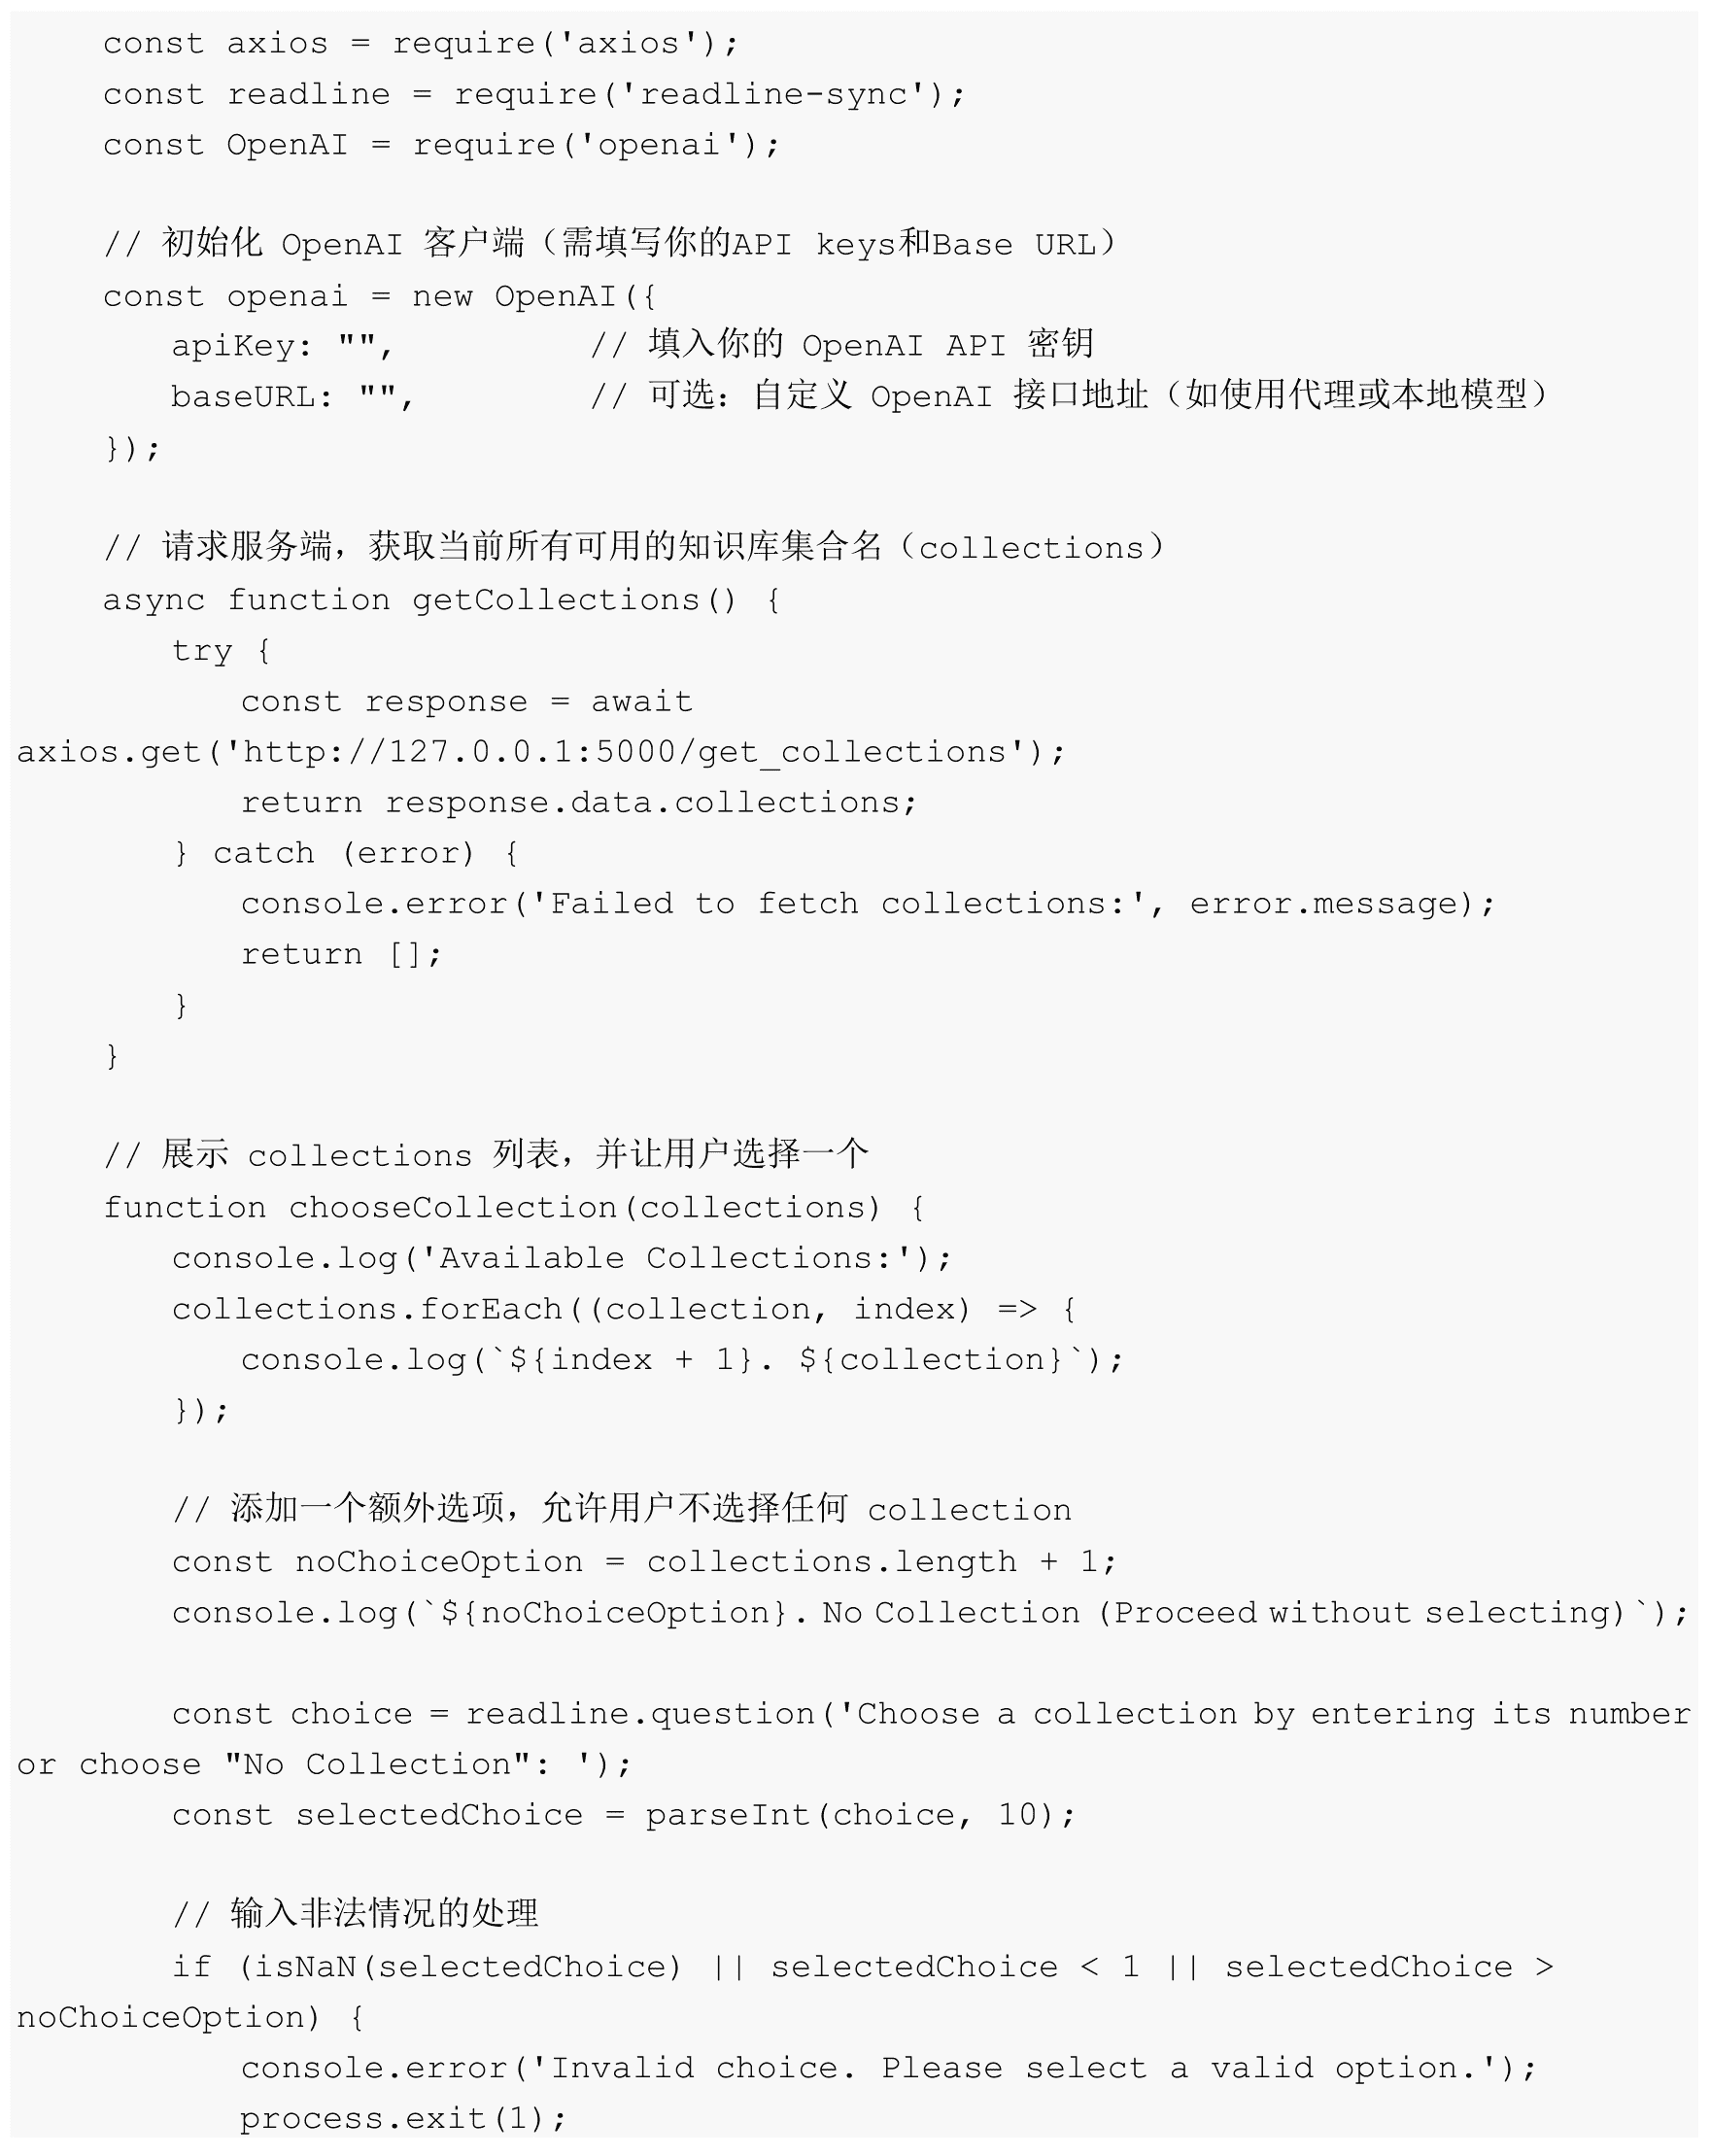 const axios = require('axios');
const readline = require('readline-sync');
const OpenAI = require('openai');
// 初始化 OpenAI 客户端（需填写你的API keys和Base URL）
const openai = new OpenAI({
apiKey: "", // 填入你的 OpenAI API 密钥
baseURL: "", // 可选：自定义 OpenAI 接口地址（如使用代理或本地模型）
});
// 请求服务端，获取当前所有可用的知识库集合名（collections）
async function getCollections() {
try {
const response = await
axios.get('http://127.0.0.1:5000/get_collections');
return response.data.collections;
} catch (error) {
console.error('Failed to fetch collections:', error.message);
return [];
}
}
// 展示 collections 列表，并让用户选择一个
function chooseCollection(collections) {
console.log('Available Collections:');
collections.forEach((collection, index) => {
console.log(`${index + 1}. ${collection}`);
});
// 添加一个额外选项，允许用户不选择任何 collection
const noChoiceOption = collections.length + 1;
console.log(`${noChoiceOption}. No Collection (Proceed without selecting)`);
const choice = readline.question('Choose a collection by entering its number
or choose "No Collection": ');
const selectedChoice = parseInt(choice, 10);
// 输入非法情况的处理
if (isNaN(selectedChoice) || selectedChoice < 1 || selectedChoice >
noChoiceOption) {
console.error('Invalid choice. Please select a valid option.');
process.exit(1);